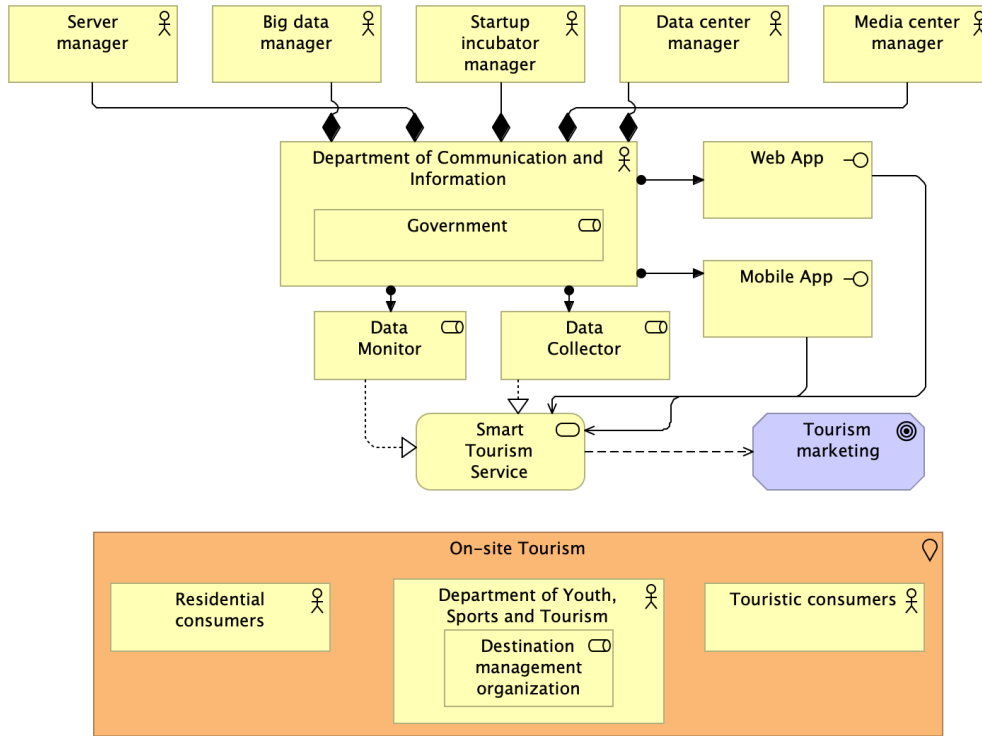 Server
manager
Big data
manager
Startup
incubator
manager
Data center
manager
Media center
manager
Department of Communication and
Information
Government
Web App
Mobile App
Data
Monitor
Data
Collector
Smart
Tourism
Service
Tourism
marketing
On-site Tourism
Residential
consumers
Department of Youth,
Sports and Tourism
Destination
management
organization
Touristic consumers